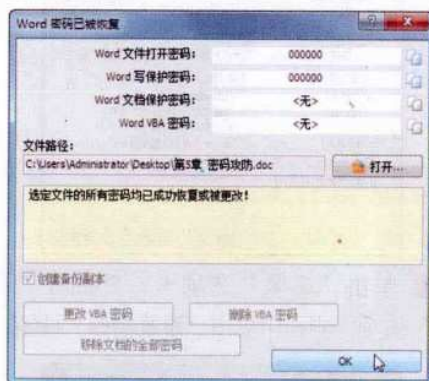 Word 密码已被恢复
Word 文件打开密码: 000000
Word 写保护密码: 000000
Word 文档保护密码: <无>
Word VBA 密码: <无>
文件路径:
C:\Users\Administrator\Desktop\第5章 密码攻防.doc 打开...
选定文件的所有密码均已成功恢复或被更改!
创建备份副本
更改 VBA 密码 删除 VBA 密码
移除文档的全部密码
OK